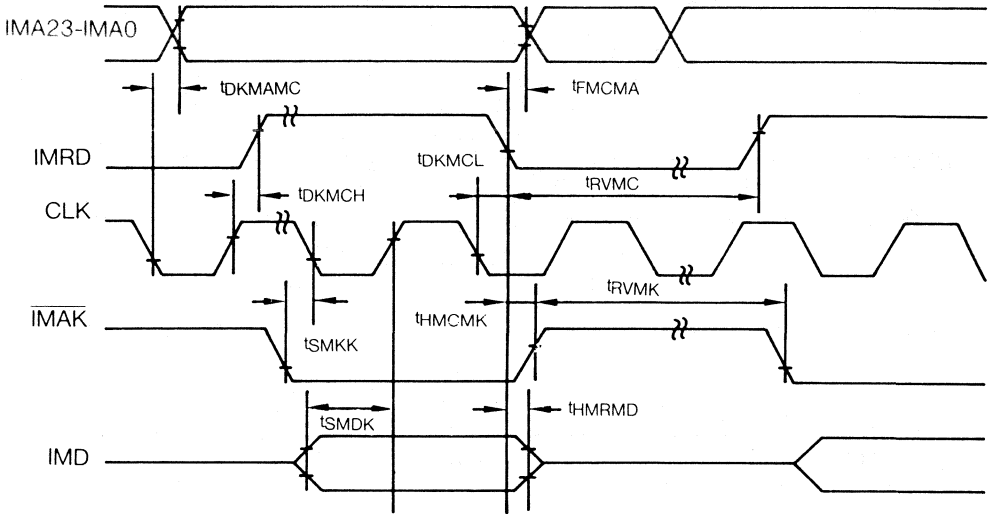 IMA23-IMA0
tDKMAMC
tFMCMA
IMRD
tDKMCL
tDKMCH
tRVMC
CLK
tRVMK
IMAK
tHMCMK
tSMKK
tHMRMD
tSMDK
IMD